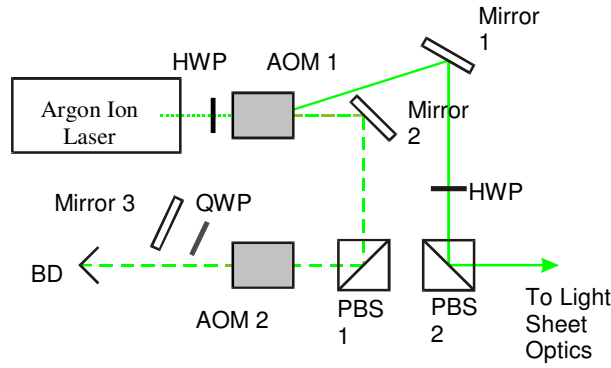 Mirror
1
HWP
AOM 1
Argon Ion
Laser
Mirror
2
Mirror 3
QWP
HWP
BD
AOM 2
PBS
1
PBS
2
To Light
Sheet
Optics